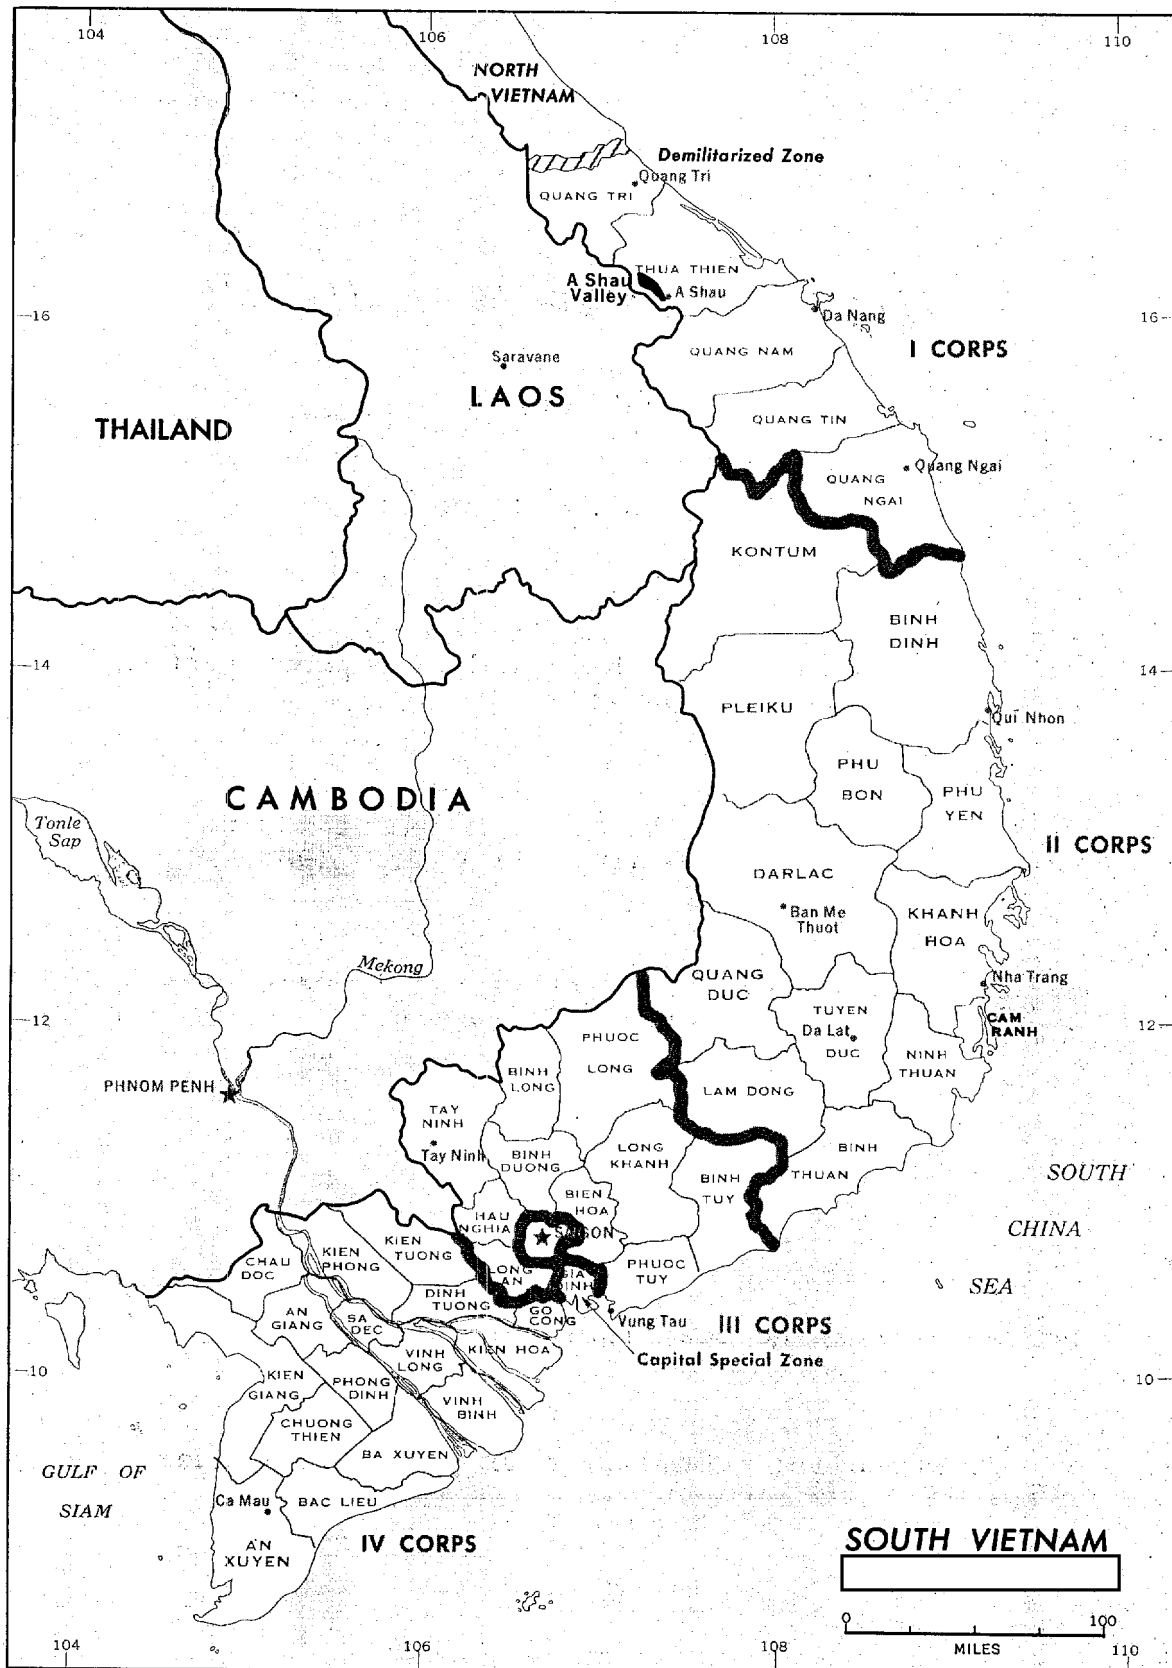 104
106
108
110
NORTH
VIETNAM
Demilitarized Zone
Quang Tri
QUANG TRI
THUA THIEN
A Shau
Valley
A Shau
16
16
Da Nang
I CORPS
QUANG NAM
Saravane
LAOS
THAILAND
QUANG TIN
Quang Ngai
QUANG
NGAI
KONTUM
BINH
DINH
14
14
PLEIKU
Qui Nhon
PHU
BON
PHU
YEN
CAMBODIA
Tonle
Sap
II CORPS
DARLAC
Ban Me
Thuot
KHANH
HOA
Mekong
QUANG
DUC
Nha Trang
TUYEN
Da Lat
DUC
CAM
RANH
12
12
PHUOC
LONG
NINH
THUAN
BINH
LONG
PHNOM PENH
LAM DONG
TAY
NINH
Tay Ninh
BINH
DUONG
LONG
KHANH
BINH
THUAN
BINH
TUY
SOUTH
CHINA
SEA
BIEN
HOA
HAU
NGHIA
SAIGON
KIEN
TUONG
KIEN
PHONG
CHAU
DOC
LONG
AN
GIA
DINH
PHUOC
TUY
DINH
TUONG
GO
CONG
AN
GIANG
SA
DEC
Vung Tau
III CORPS
KIEN HOA
VINH
LONG
Capital Special Zone
10
10
KIEN
GIANG
PHONG
DINH
VINH
BINH
CHUONG
THIEN
BA XUYEN
GULF OF
SIAM
Ca Mau
BAC LIEU
AN
XUYEN
IV CORPS
SOUTH VIETNAM
0
100
MILES
104
106
108
110